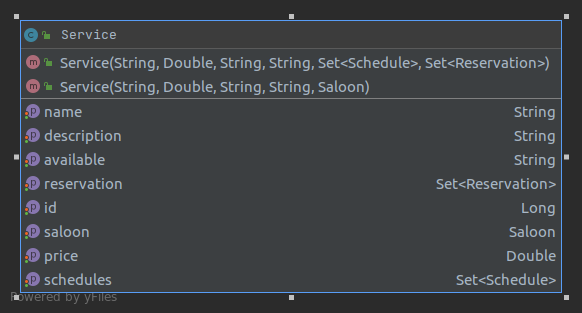 Service
Service(String, Double, String, String, Set<Schedule>, Set<Reservation>)
Service(String, Double, String, String, Saloon)
name String
description String
available String
reservation Set<Reservation>
id Long
saloon Saloon
price Double
schedules Set<Schedule>
Powered by yFiles